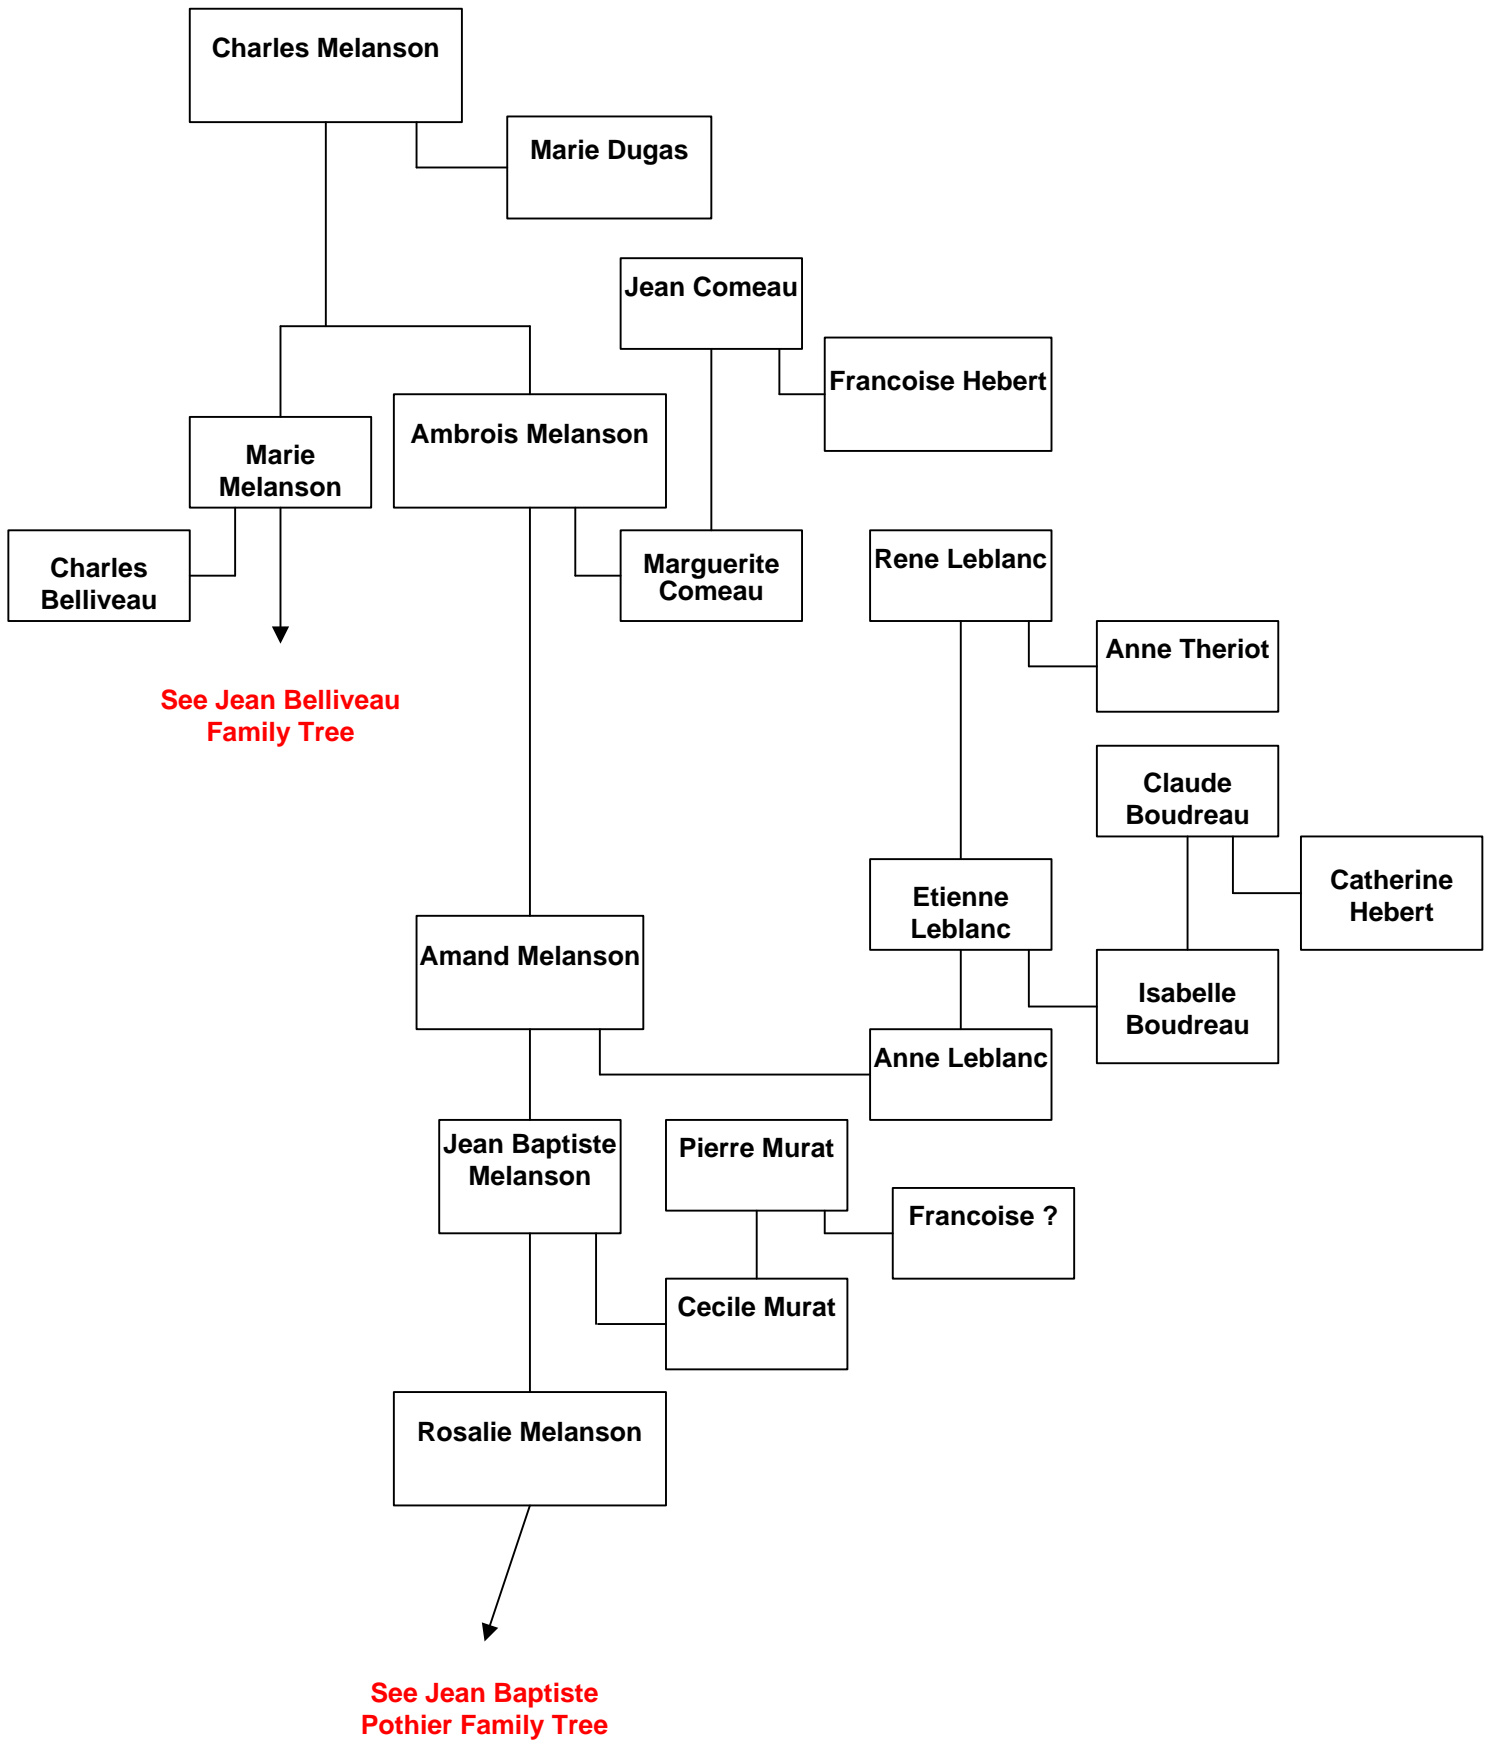 Charles Melanson
Marie Dugas
Jean Comeau
Francoise Hebert
Ambrois Melanson
Marie
Melanson
Charles
Belliveau
Marguerite
Comeau
Rene Leblanc
Anne Theriot
See Jean Belliveau
Family Tree
Claude
Boudreau
Catherine
Hebert
Etienne
Leblanc
Amand Melanson
Isabelle
Boudreau
Anne Leblanc
Jean Baptiste
Melanson
Pierre Murat
Francoise ?
Cecile Murat
Rosalie Melanson
See Jean Baptiste
Pothier Family Tree